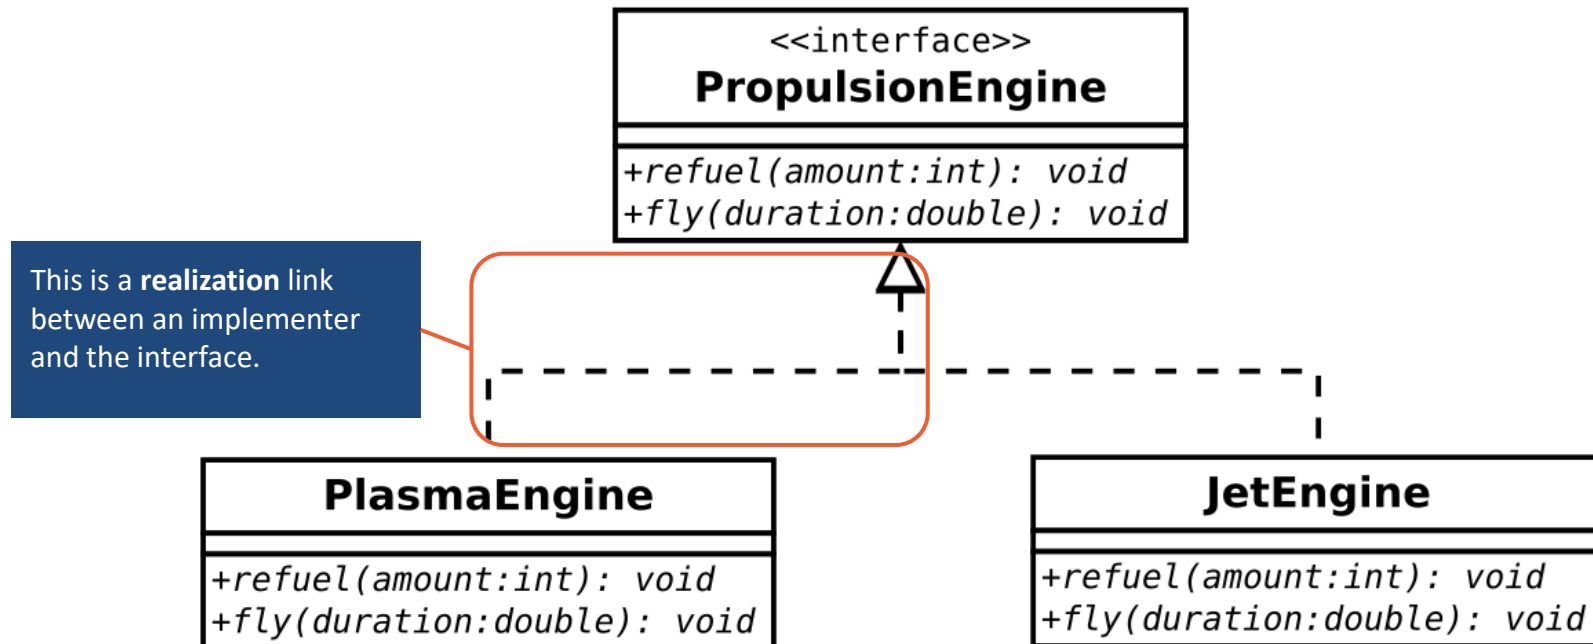 <<interface>>
PropulsionEngine
+refuel(amount:int): void
+fly(duration:double): void
This is a realization link
between an implementer
and the interface.
PlasmaEngine
+refuel(amount:int): void
+fly(duration:double): void
JetEngine
+refuel(amount:int): void
+fly(duration:double): void